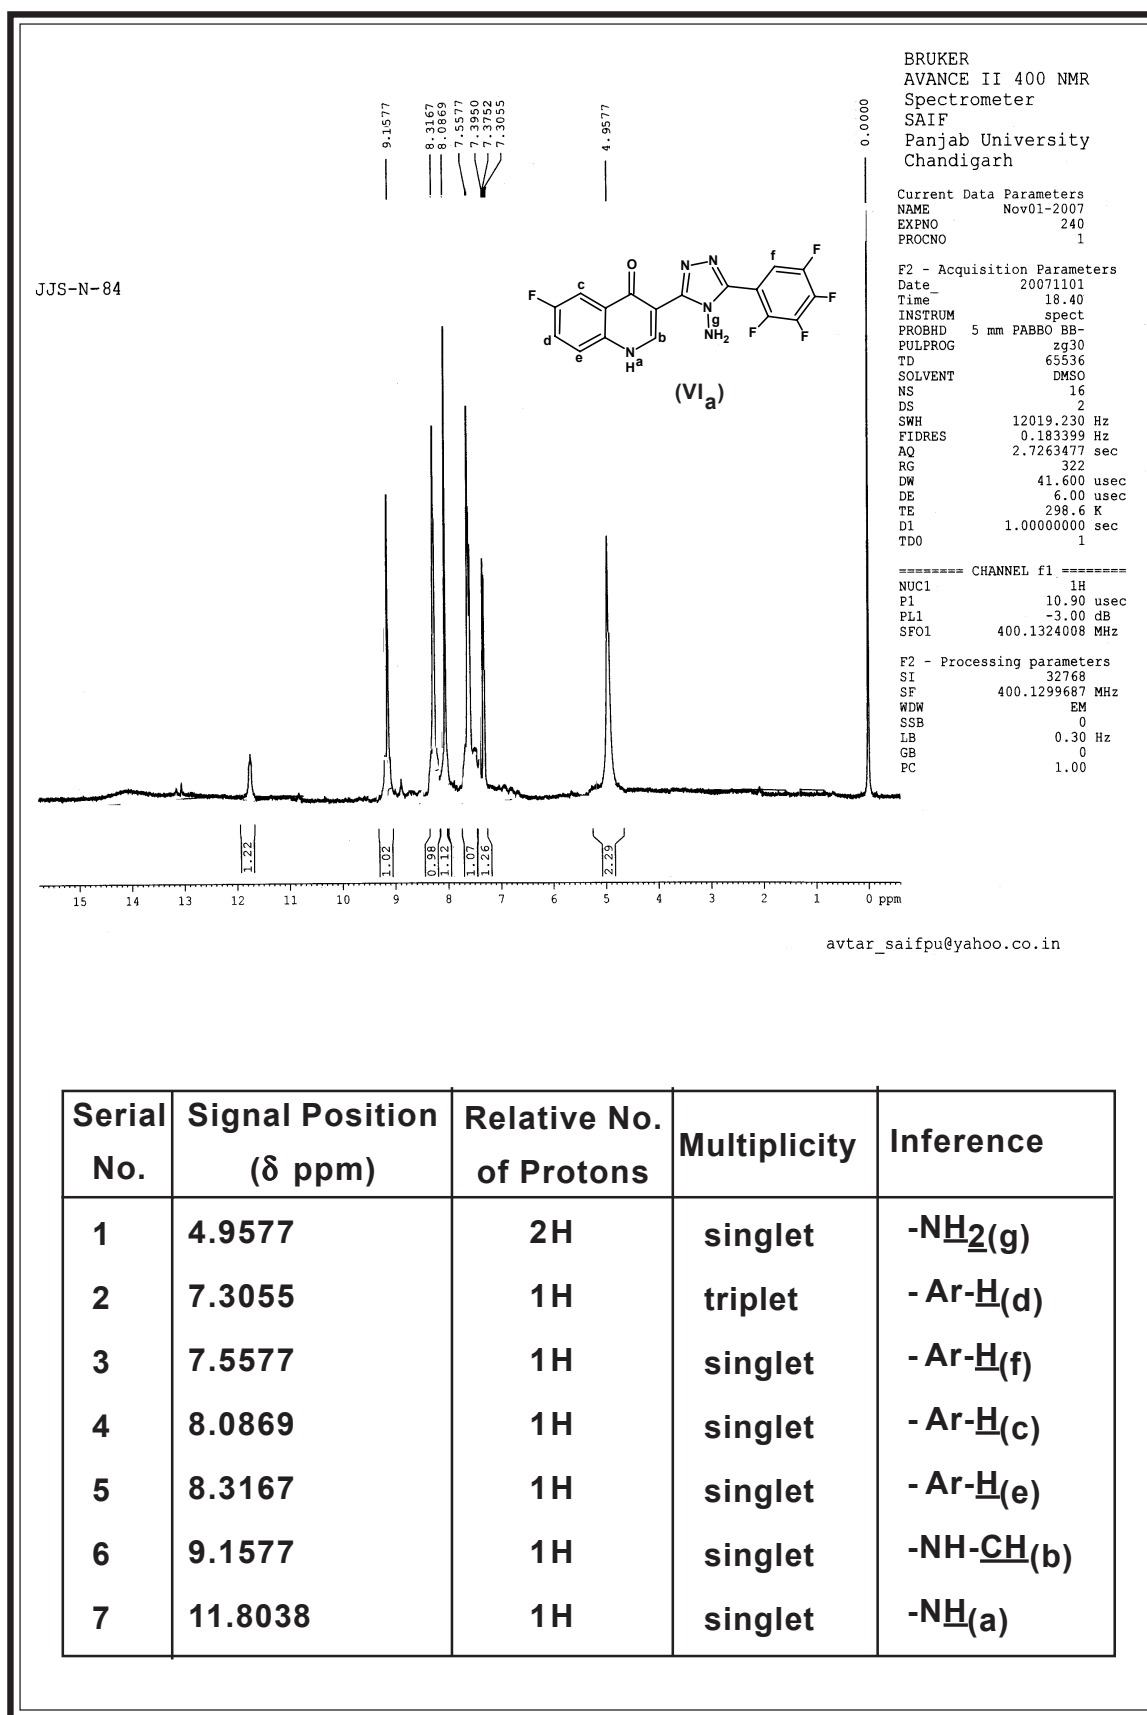 BRUKER
AVANCE II 400 NMR
Spectrometer
SAIF
Panjab University
Chandigarh
9.1577
8.3167
8.0869
7.5577
7.3950
7.3752
7.3055
4.9577
0.0000
Current Data Parameters
NAME Nov01-2007
EXPNO 240
PROCNO 1
F2 - Acquisition Parameters
Date_ 20071101
Time 18.40
INSTRUM spect
PROBHD 5 mm PABBO BB-
PULPROG zg30
TD 65536
SOLVENT DMSO
NS 16
DS 2
SWH 12019.230 Hz
FIDRES 0.183399 Hz
AQ 2.7263477 sec
RG 322
DW 41.600 usec
DE 6.00 usec
TE 298.6 K
D1 1.00000000 sec
TD0 1
======== CHANNEL f1 ========
NUC1 1H
P1 10.90 usec
PL1 -3.00 dB
SFO1 400.1324008 MHz
F2 - Processing parameters
SI 32768
SF 400.1299687 MHz
WDW EM
SSB 0
LB 0.30 Hz
GB 0
PC 1.00
JJS-N-84
O
N N
f F
F c
N g
F
d e
N a
H
b
NH2
F F
(VIa)
1.22
1.02
0.98
1.12
1.07
1.26
2.29
15 14 13 12 11 10 9 8 7 6 5 4 3 2 1 0 ppm
avtar_saifpu@yahoo.co.in
Serial No. Signal Position (δ ppm) Relative No. of Protons Multiplicity Inference
1 4.9577 2H singlet -NH2(g)
2 7.3055 1H triplet - Ar-H(d)
3 7.5577 1H singlet - Ar-H(f)
4 8.0869 1H singlet - Ar-H(c)
5 8.3167 1H singlet - Ar-H(e)
6 9.1577 1H singlet -NH-CH(b)
7 11.8038 1H singlet -NH(a)